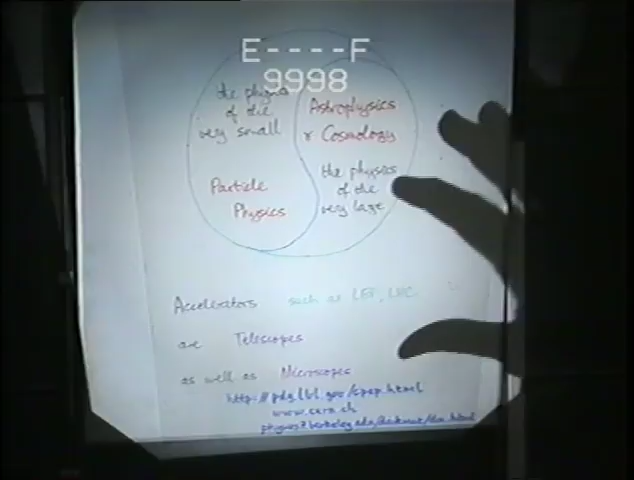 E----F
9998
the physics
of the
very small
Astrophysics
& Cosmology
Particle
Physics
the physics
of the
very large
Accelerators such as LEP, LHC
are Telescopes
as well as Microscopes
http://pdg.lbl.gov/cpep.html
www.cern.ch